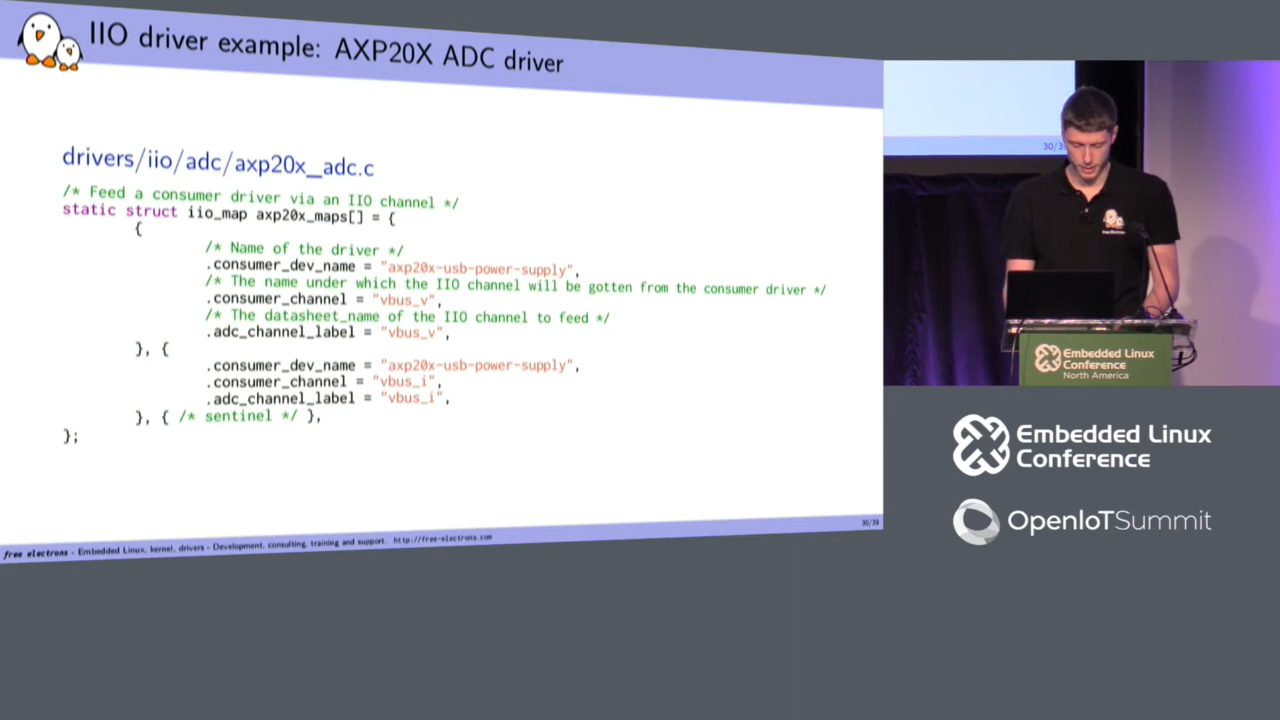 IIO driver example: AXP20X ADC driver
drivers/iio/adc/axp20x_adc.c
/* Feed a consumer driver via an IIO channel */
static struct iio_map axp20x_maps[] = {
{
/* Name of the driver */
.consumer_dev_name = "axp20x-usb-power-supply",
/* The name under which the IIO channel will be gotten from the consumer driver */
.consumer_channel = "vbus_v",
/* The datasheet_name of the IIO channel to feed */
.adc_channel_label = "vbus_v",
}, {
.consumer_dev_name = "axp20x-usb-power-supply",
.consumer_channel = "vbus_i",
.adc_channel_label = "vbus_i",
}, { /* sentinel */ },
};
30/39
free electrons - Embedded Linux, kernel, drivers - Development, consulting, training and support. http://free-electrons.com
Embedded Linux
Conference
North America
Embedded Linux
Conference
OpenIoTSummit